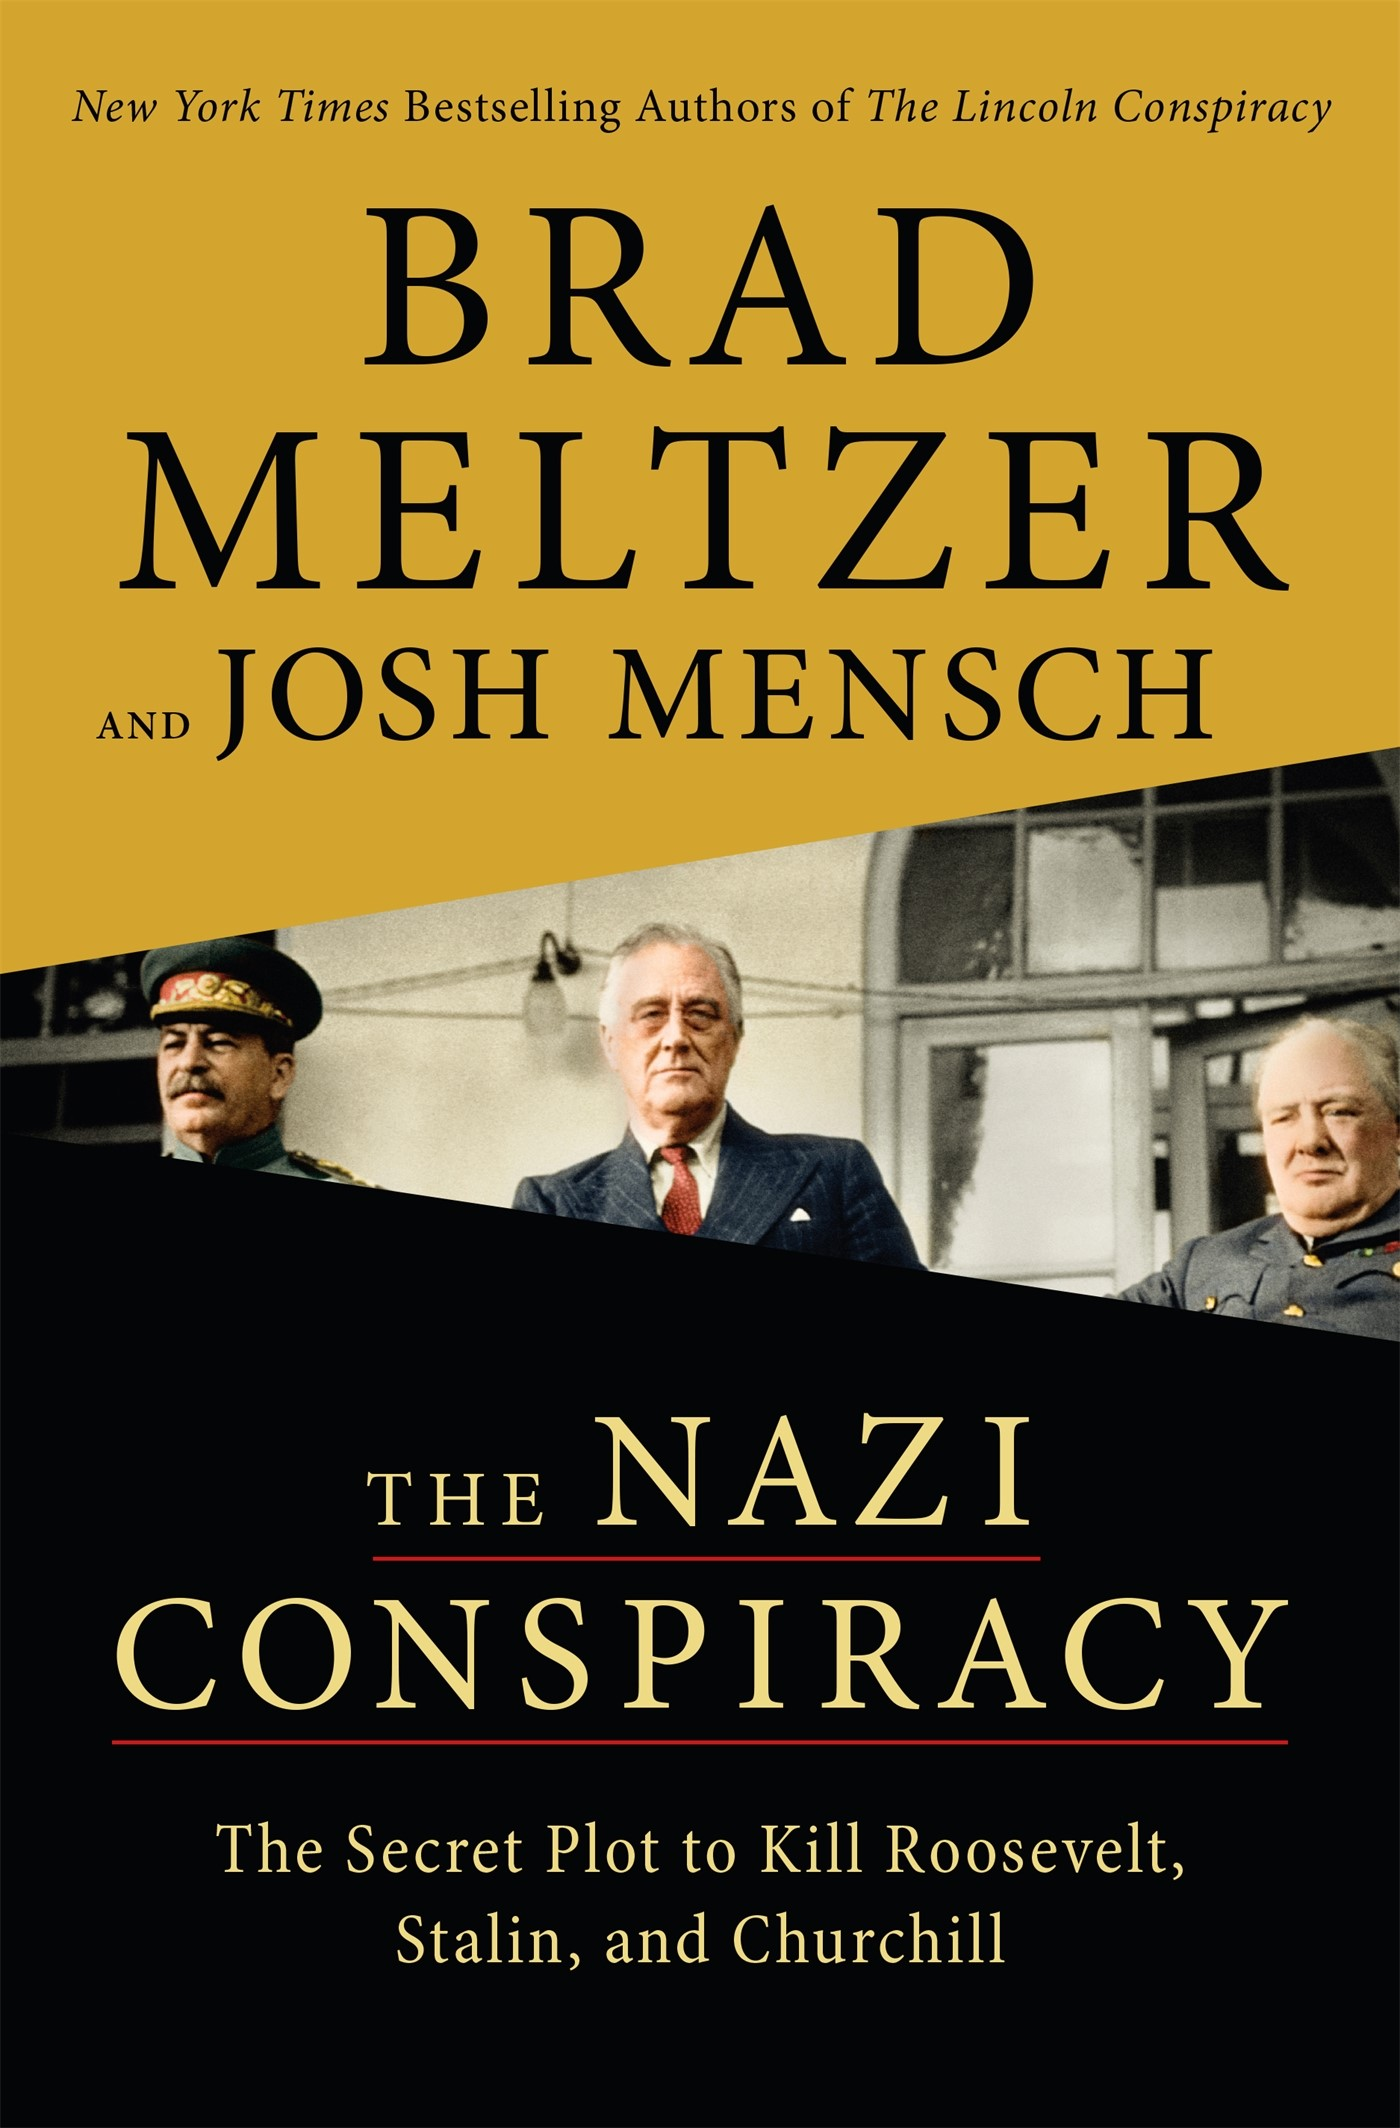 New York Times Bestselling Authors of The Lincoln Conspiracy
BRAD
MELTZER
AND JOSH MENSCH
THE NAZI
CONSPIRACY
The Secret Plot to Kill Roosevelt,
Stalin, and Churchill